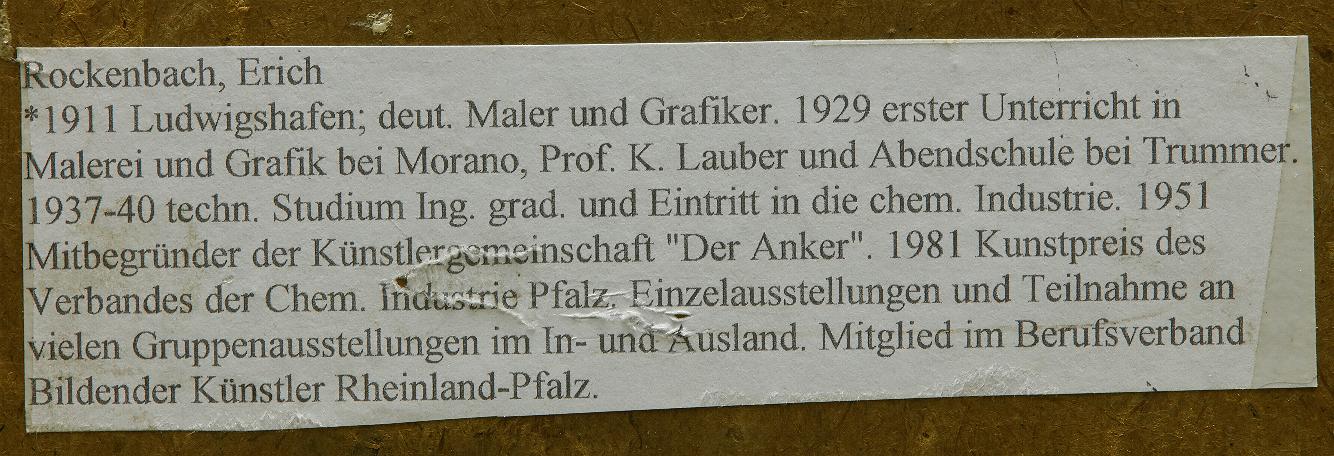 Rockenbach, Erich
*1911 Ludwigshafen; deut. Maler und Grafiker. 1929 erster Unterricht in
Malerei und Grafik bei Morano, Prof. K. Lauber und Abendschule bei Trummer.
1937-40 techn. Studium Ing. grad. und Eintritt in die chem. Industrie. 1951
Mitbegründer der Künstlergemeinschaft "Der Anker". 1981 Kunstpreis des
Verbandes der Chem. Industrie Pfalz. Einzelausstellungen und Teilnahme an
vielen Gruppenausstellungen im In- und Ausland. Mitglied im Berufsverband
Bildender Künstler Rheinland-Pfalz.